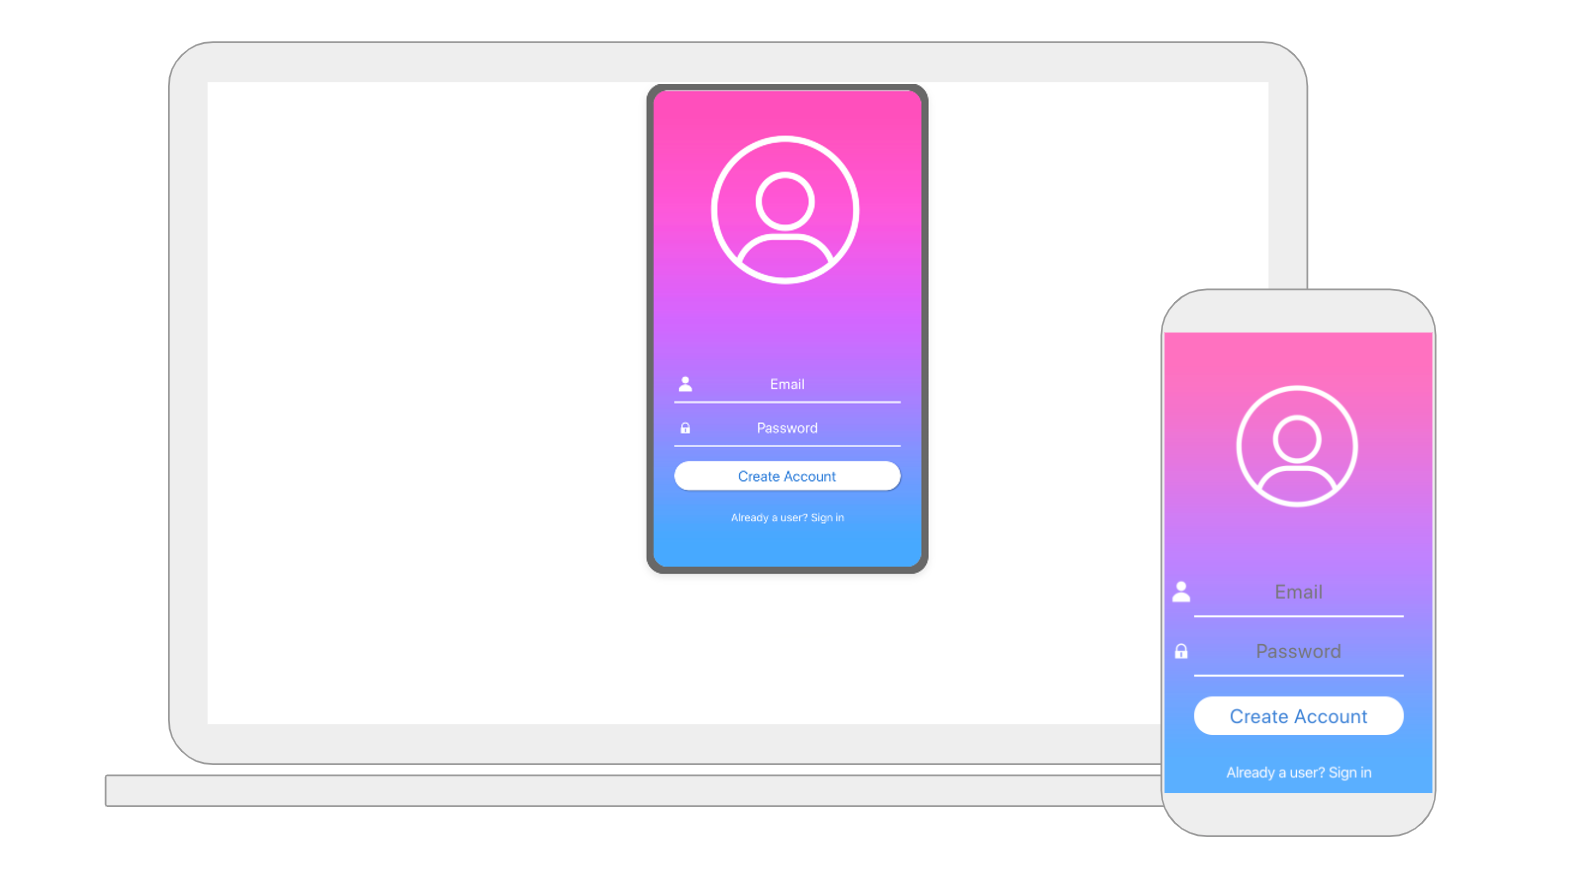 Email
Password
Create Account
Already a user? Sign in
Email
Password
Create Account
Already a user? Sign in